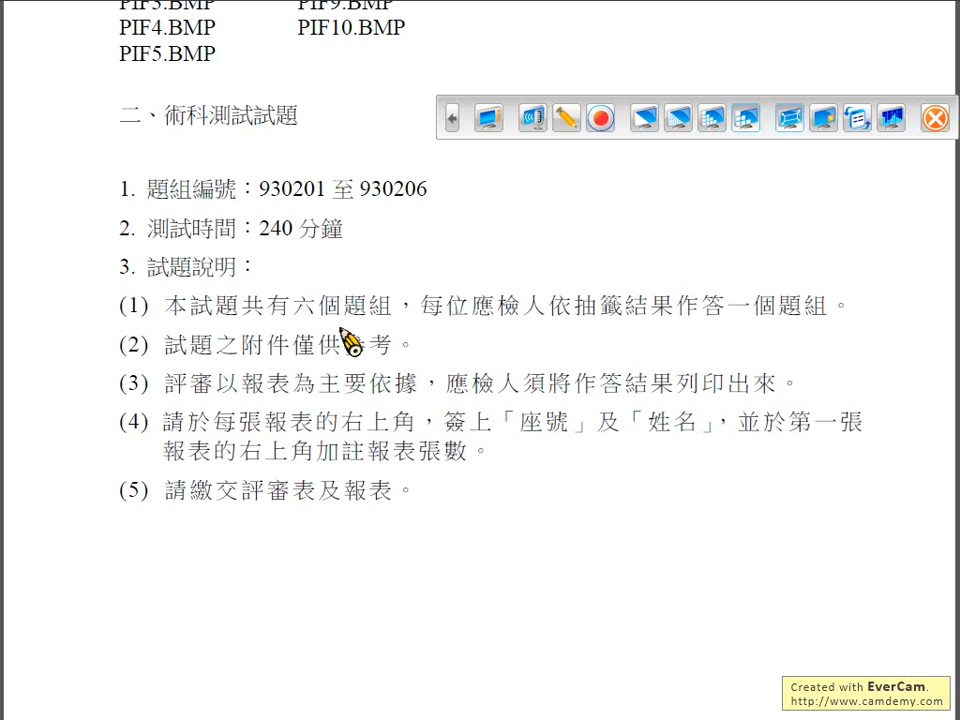 PIF3.BMP PIF9.BMP
PIF4.BMP PIF10.BMP
PIF5.BMP
二、術科測試試題
1. 題組編號：930201 至 930206
2. 測試時間：240 分鐘
3. 試題說明：
(1) 本試題共有六個題組，每位應檢人依抽籤結果作答一個題組。
(2) 試題之附件僅供參考。
(3) 評審以報表為主要依據，應檢人須將作答結果列印出來。
(4) 請於每張報表的右上角，簽上「座號」及「姓名」，並於第一張
報表的右上角加註報表張數。
(5) 請繳交評審表及報表。
Created with EverCam.
http://www.camdemy.com